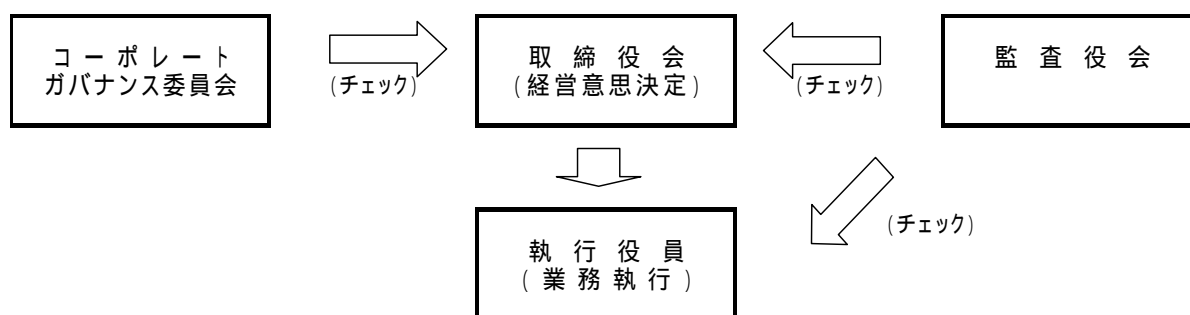 コーポレート
ガバナンス委員会
(チェック)
取締役会
(経営意思決定)
(チェック)
監査役会
(チェック)
執行役員
(業務執行)